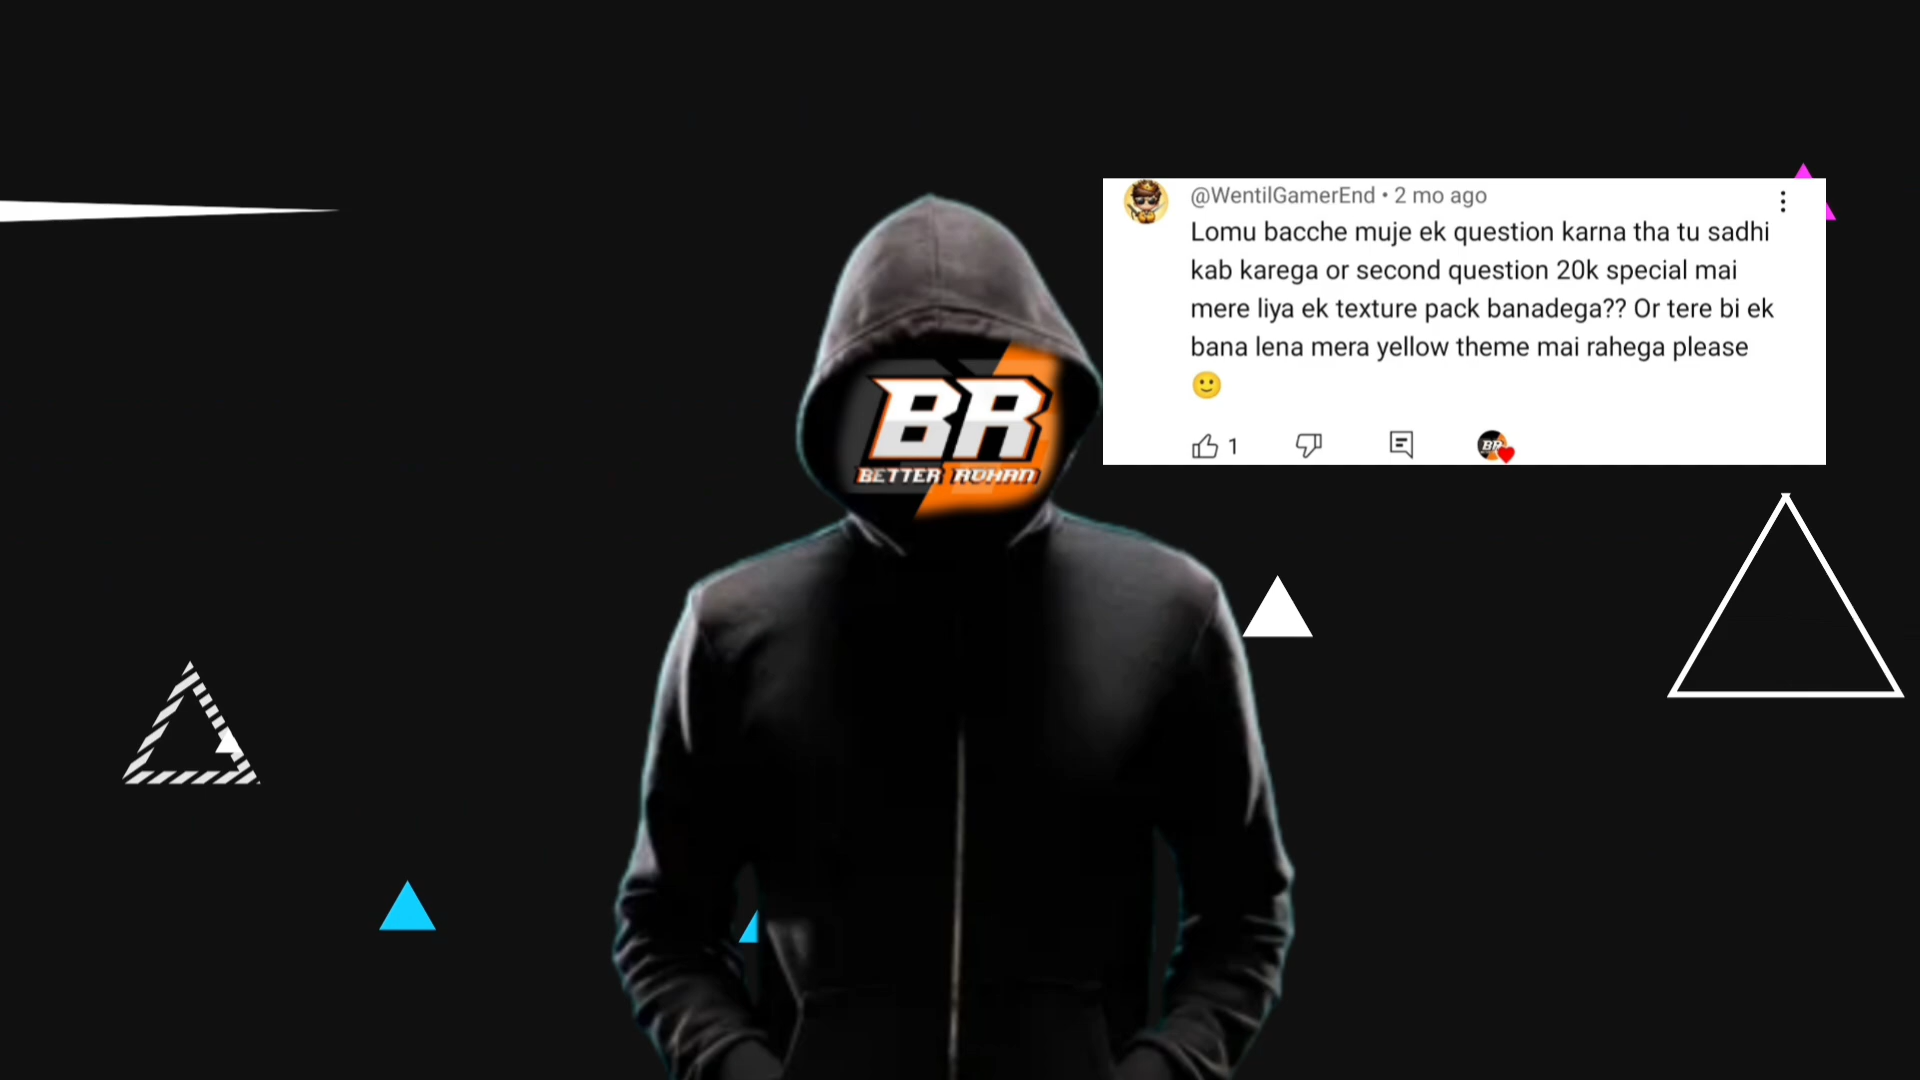 @WentilGamerEnd • 2 mo ago
Lomu bacche muje ek question karna tha tu sadhi
kab karega or second question 20k special mai
mere liya ek texture pack banadega?? Or tere bi ek
bana lena mera yellow theme mai rahega please
🙂
1
BR
BR
BETTER ROHAN